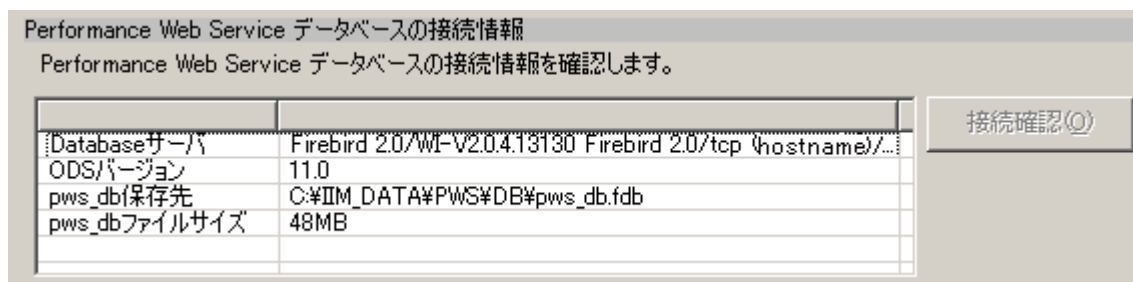 Performance Web Service データベースの接続情報
Performance Web Service データベースの接続情報を確認します。
接続確認(O)
Databaseサーバ Firebird 2.0/WI-V2.0.4.13130 Firebird 2.0/tcp (hostname)/...
ODSバージョン 11.0
pws_db保存先 C:¥IIM_DATA¥PWS¥DB¥pws_db.fdb
pws_dbファイルサイズ 48MB